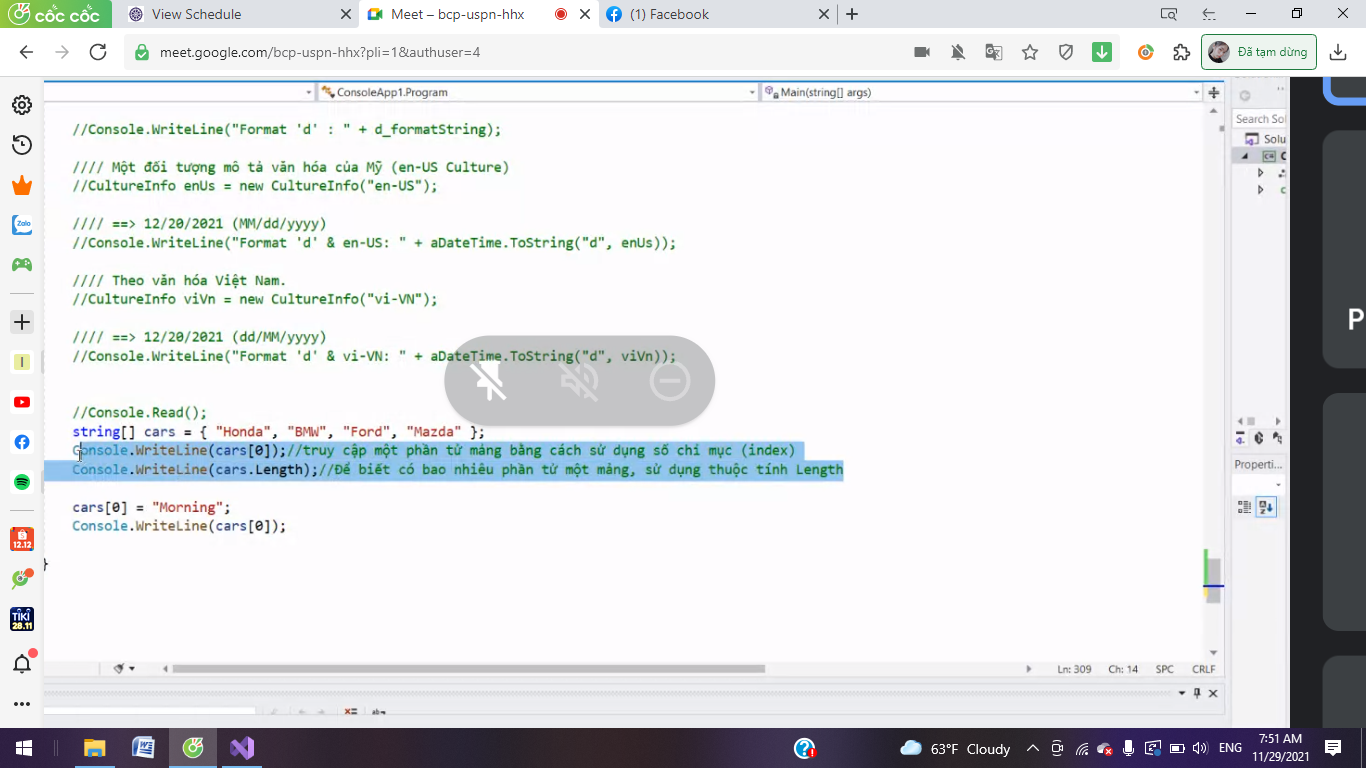 cốc cốc
View Schedule
Meet – bcp-uspn-hhx
(1) Facebook
meet.google.com/bcp-uspn-hhx?pli=1&authuser=4
Đã tạm dừng
ConsoleApp1.Program
Main(string[] args)
Search Sol
Solu
//Console.WriteLine("Format 'd' : " + d_formatString);
//// Một đối tượng mô tả văn hóa của Mỹ (en-US Culture)
//CultureInfo enUs = new CultureInfo("en-US");
//// ==> 12/20/2021 (MM/dd/yyyy)
//Console.WriteLine("Format 'd' & en-US: " + aDateTime.ToString("d", enUs));
//// Theo văn hóa Việt Nam.
//CultureInfo viVn = new CultureInfo("vi-VN");
//// ==> 12/20/2021 (dd/MM/yyyy)
//Console.WriteLine("Format 'd' & vi-VN: " + aDateTime.ToString("d", viVn));
//Console.Read();
string[] cars = { "Honda", "BMW", "Ford", "Mazda" };
Console.WriteLine(cars[0]);//truy cập một phần tử mảng bằng cách sử dụng số chỉ mục (index)
Console.WriteLine(cars.Length);//Để biết có bao nhiêu phần tử một mảng, sử dụng thuộc tính Length
cars[0] = "Morning";
Console.WriteLine(cars[0]);
}
P
Properti...
Zalo
12.12
TIKI
28.11
Ln: 309
Ch: 14
SPC
CRLF
63°F Cloudy
ENG
7:51 AM
11/29/2021